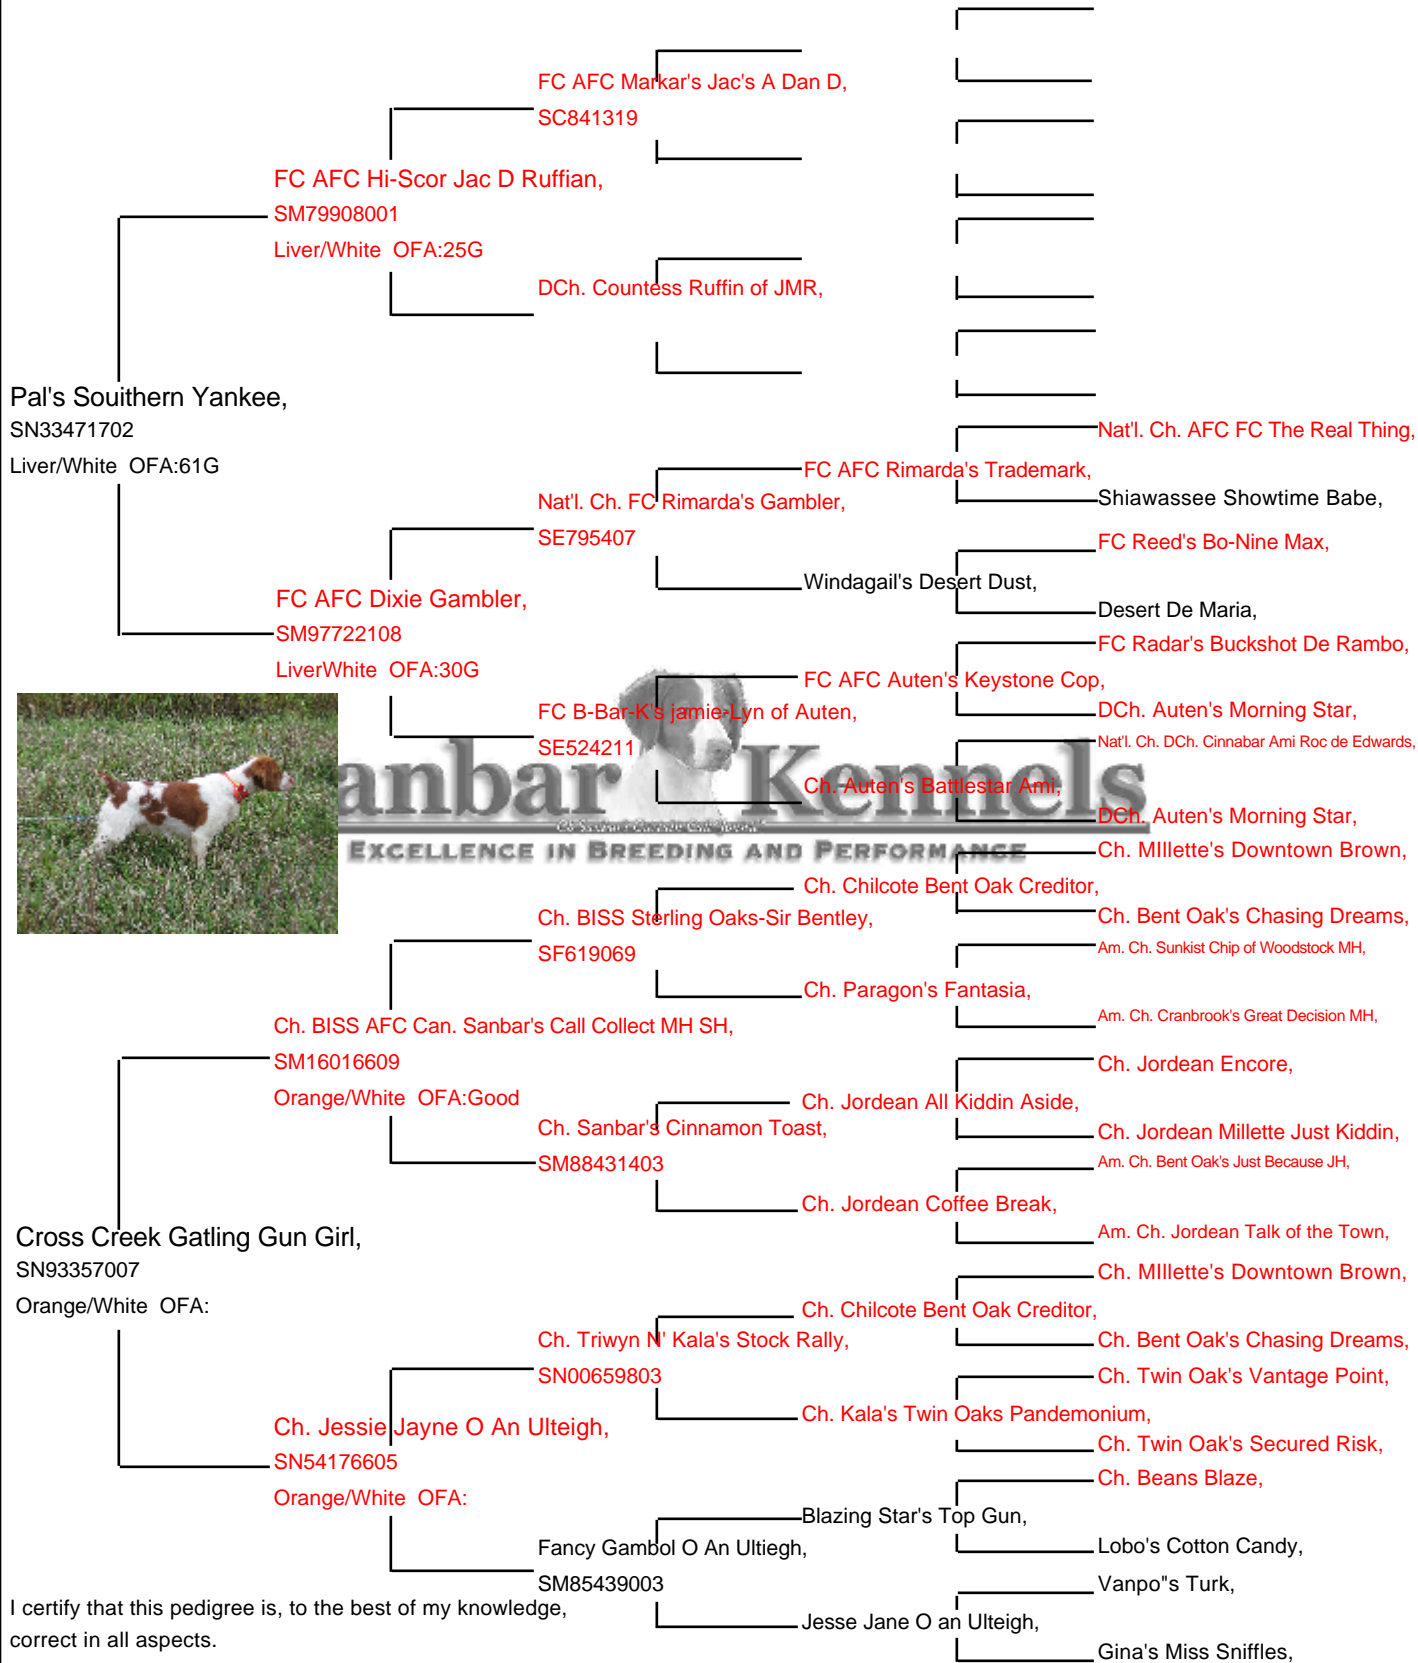 FC AFC Markar's Jac's A Dan D,
SC841319
FC AFC Hi-Scor Jac D Ruffian,
SM79908001
Liver/White OFA:25G
DCh. Countess Ruffin of JMR,
Pal's Souithern Yankee,
SN33471702
Liver/White OFA:61G
Nat'l. Ch. AFC FC The Real Thing,
FC AFC Rimarda's Trademark,
Shiawassee Showtime Babe,
Nat'l. Ch. FC Rimarda's Gambler,
SE795407
FC Reed's Bo-Nine Max,
Windagail's Desert Dust,
Desert De Maria,
FC AFC Dixie Gambler,
SM97722108
LiverWhite OFA:30G
FC Radar's Buckshot De Rambo,
FC AFC Auten's Keystone Cop,
DCh. Auten's Morning Star,
FC B-Bar-K's jamie-Lyn of Auten,
SE524211
Nat'l. Ch. DCh. Cinnabar Ami Roc de Edwards,
Ch. Auten's Battlestar Ami,
DCh. Auten's Morning Star,
anbar Kennels
EXCELLENCE IN BREEDING AND PERFORMANCE
Ch. MIllette's Downtown Brown,
Ch. Chilcote Bent Oak Creditor,
Ch. Bent Oak's Chasing Dreams,
Ch. BISS Sterling Oaks-Sir Bentley,
SF619069
Am. Ch. Sunkist Chip of Woodstock MH,
Ch. Paragon's Fantasia,
Am. Ch. Cranbrook's Great Decision MH,
Ch. BISS AFC Can. Sanbar's Call Collect MH SH,
SM16016609
Orange/White OFA:Good
Ch. Jordean Encore,
Ch. Jordean All Kiddin Aside,
Ch. Jordean Millette Just Kiddin,
Ch. Sanbar's Cinnamon Toast,
SM88431403
Am. Ch. Bent Oak's Just Because JH,
Ch. Jordean Coffee Break,
Am. Ch. Jordean Talk of the Town,
Cross Creek Gatling Gun Girl,
SN93357007
Orange/White OFA:
Ch. MIllette's Downtown Brown,
Ch. Chilcote Bent Oak Creditor,
Ch. Bent Oak's Chasing Dreams,
Ch. Triwyn N' Kala's Stock Rally,
SN00659803
Ch. Twin Oak's Vantage Point,
Ch. Kala's Twin Oaks Pandemonium,
Ch. Twin Oak's Secured Risk,
Ch. Jessie Jayne O An Ulteigh,
SN54176605
Orange/White OFA:
Ch. Beans Blaze,
Blazing Star's Top Gun,
Lobo's Cotton Candy,
Fancy Gambol O An Ultiegh,
SM85439003
Vanpo"s Turk,
Jesse Jane O an Ulteigh,
Gina's Miss Sniffles,
I certify that this pedigree is, to the best of my knowledge,
correct in all aspects.